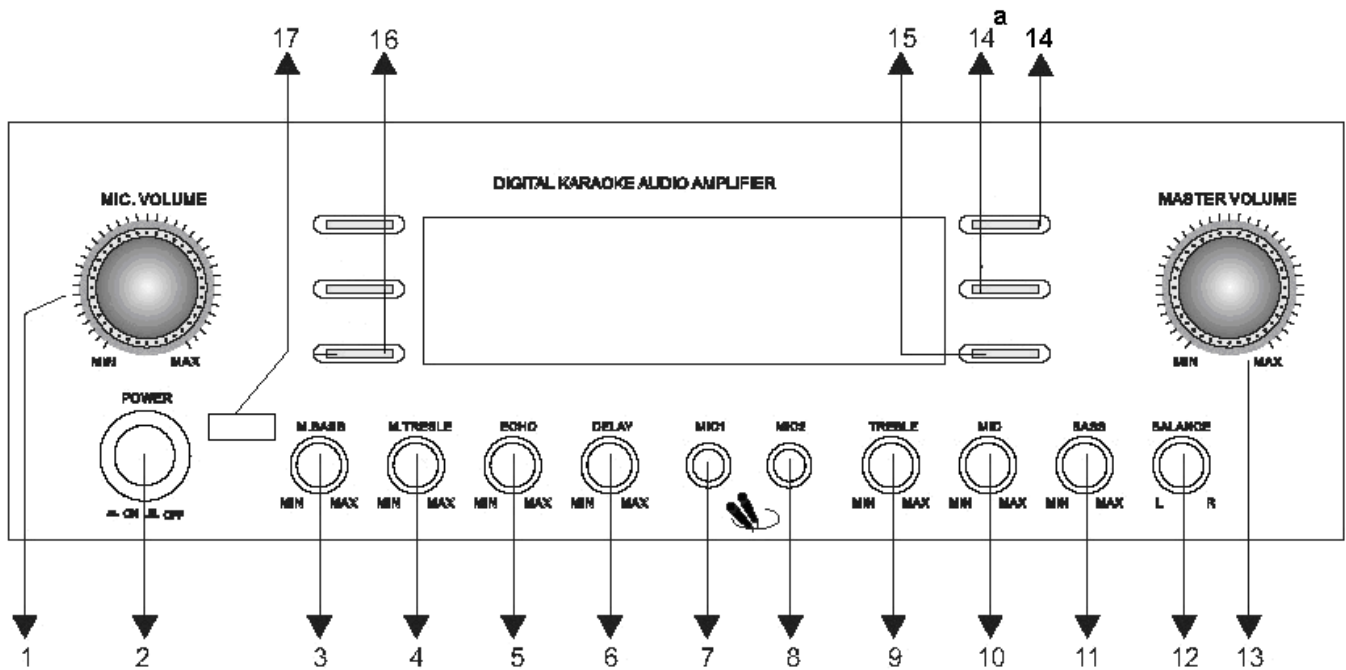 a
17 16 15 14 14
DIGITAL KARAOKE AUDIO AMPLIFIER
MIC. VOLUME MASTER VOLUME
MIN MAX MIN MAX
POWER
M.BASS M.TREBLE ECHO DELAY MIC1 MIC2 TREBLE MID BASS BALANCE
MIN MAX MIN MAX MIN MAX MIN MAX MIN MAX MIN MAX MIN MAX L R
ON OFF
1 2 3 4 5 6 7 8 9 10 11 12 13